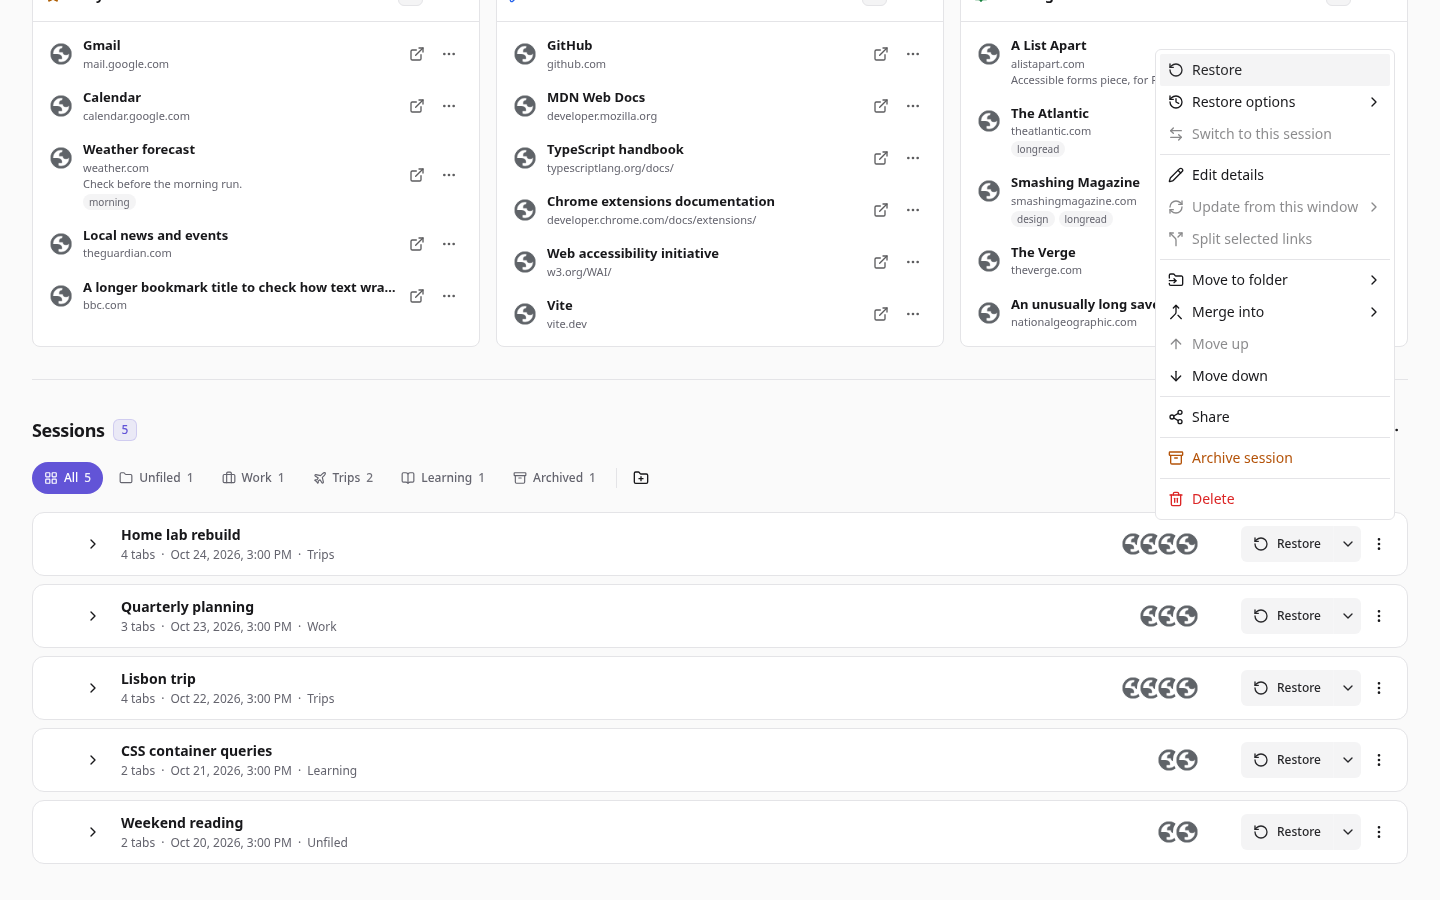 Gmail
mail.google.com
Calendar
calendar.google.com
Weather forecast
weather.com
Check before the morning run.
morning
Local news and events
theguardian.com
A longer bookmark title to check how text wra...
bbc.com
GitHub
github.com
MDN Web Docs
developer.mozilla.org
TypeScript handbook
typescriptlang.org/docs/
Chrome extensions documentation
developer.chrome.com/docs/extensions/
Web accessibility initiative
w3.org/WAI/
Vite
vite.dev
A List Apart
alistapart.com
Accessible forms piece, for
The Atlantic
theatlantic.com
longread
Smashing Magazine
smashingmagazine.com
design longread
The Verge
theverge.com
An unusually long
nationalgeographic.com
Restore
Restore options
Switch to this session
Edit details
Update from this window
Split selected links
Move to folder
Merge into
Move up
Move down
Share
Archive session
Delete
Sessions 5
All 5 Unfiled 1 Work 1 Trips 2 Learning 1 Archived 1
Home lab rebuild
4 tabs · Oct 24, 2026, 3:00 PM · Trips
Restore
Quarterly planning
3 tabs · Oct 23, 2026, 3:00 PM · Work
Restore
Lisbon trip
4 tabs · Oct 22, 2026, 3:00 PM · Trips
Restore
CSS container queries
2 tabs · Oct 21, 2026, 3:00 PM · Learning
Restore
Weekend reading
2 tabs · Oct 20, 2026, 3:00 PM · Unfiled
Restore